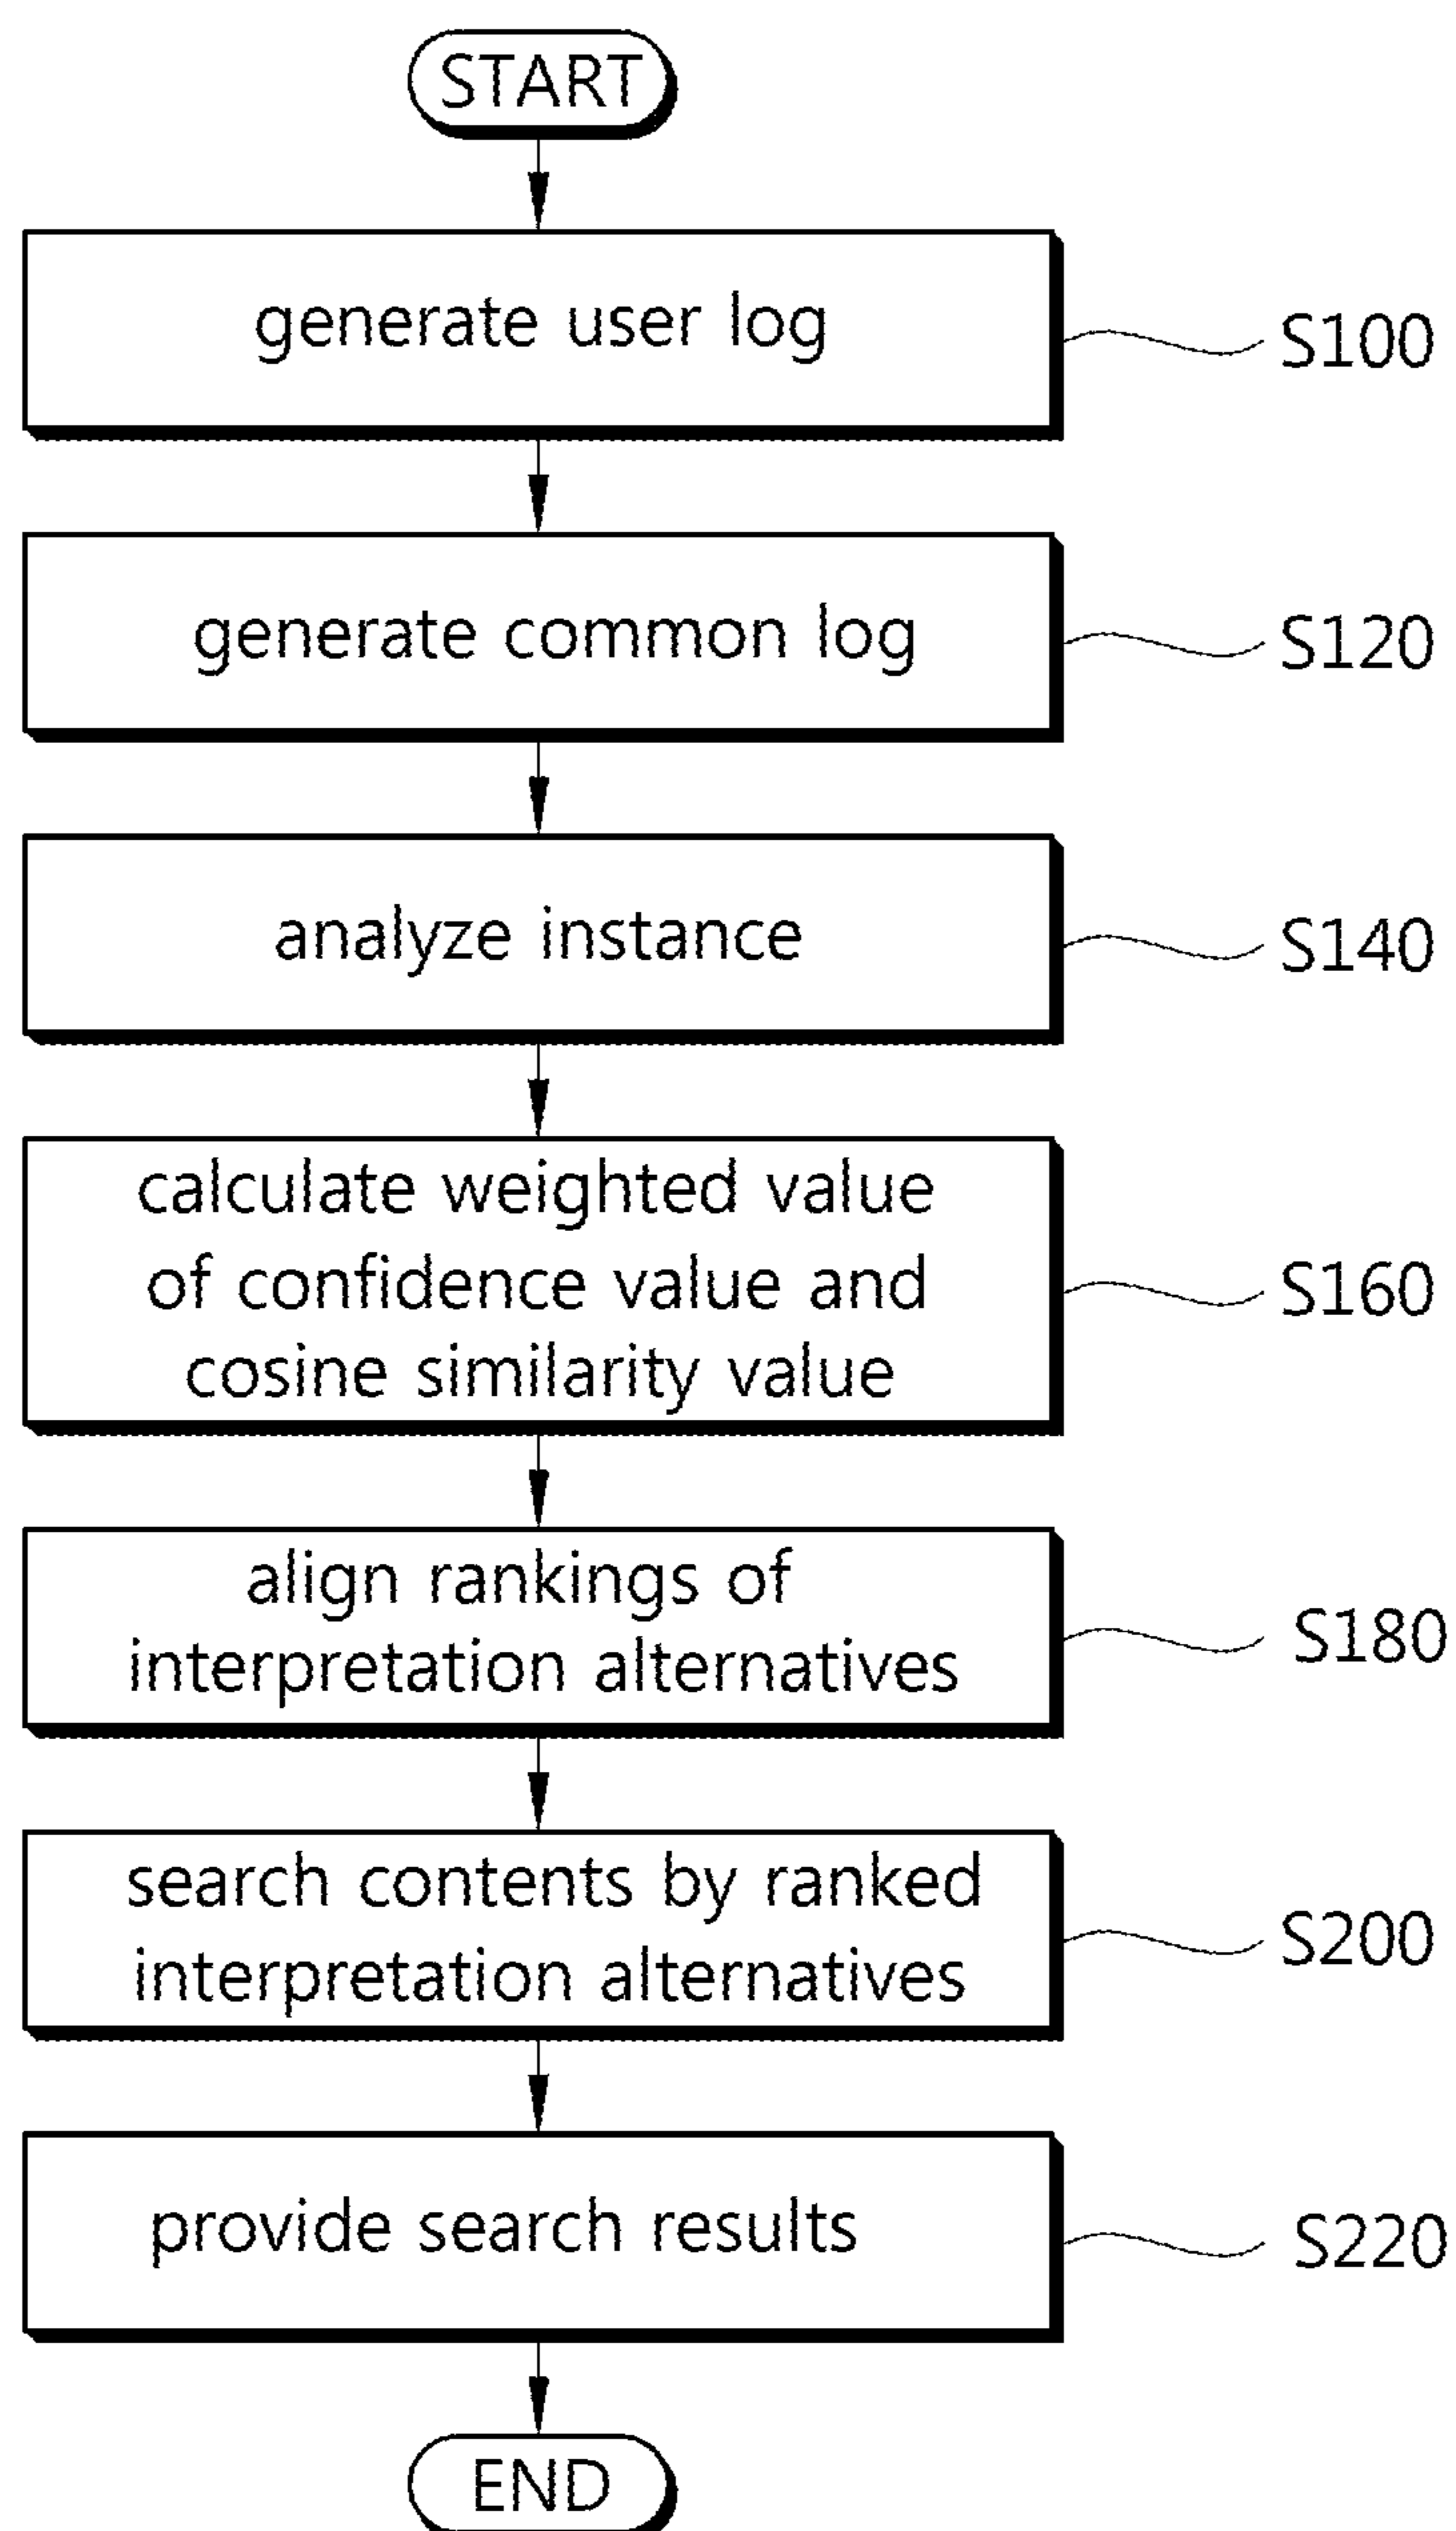 START
generate user log
S100
generate common log
S120
analyze instance
S140
calculate weighted value
of confidence value and
cosine similarity value
S160
align rankings of
interpretation alternatives
S180
search contents by ranked
interpretation alternatives
S200
provide search results
S220
END